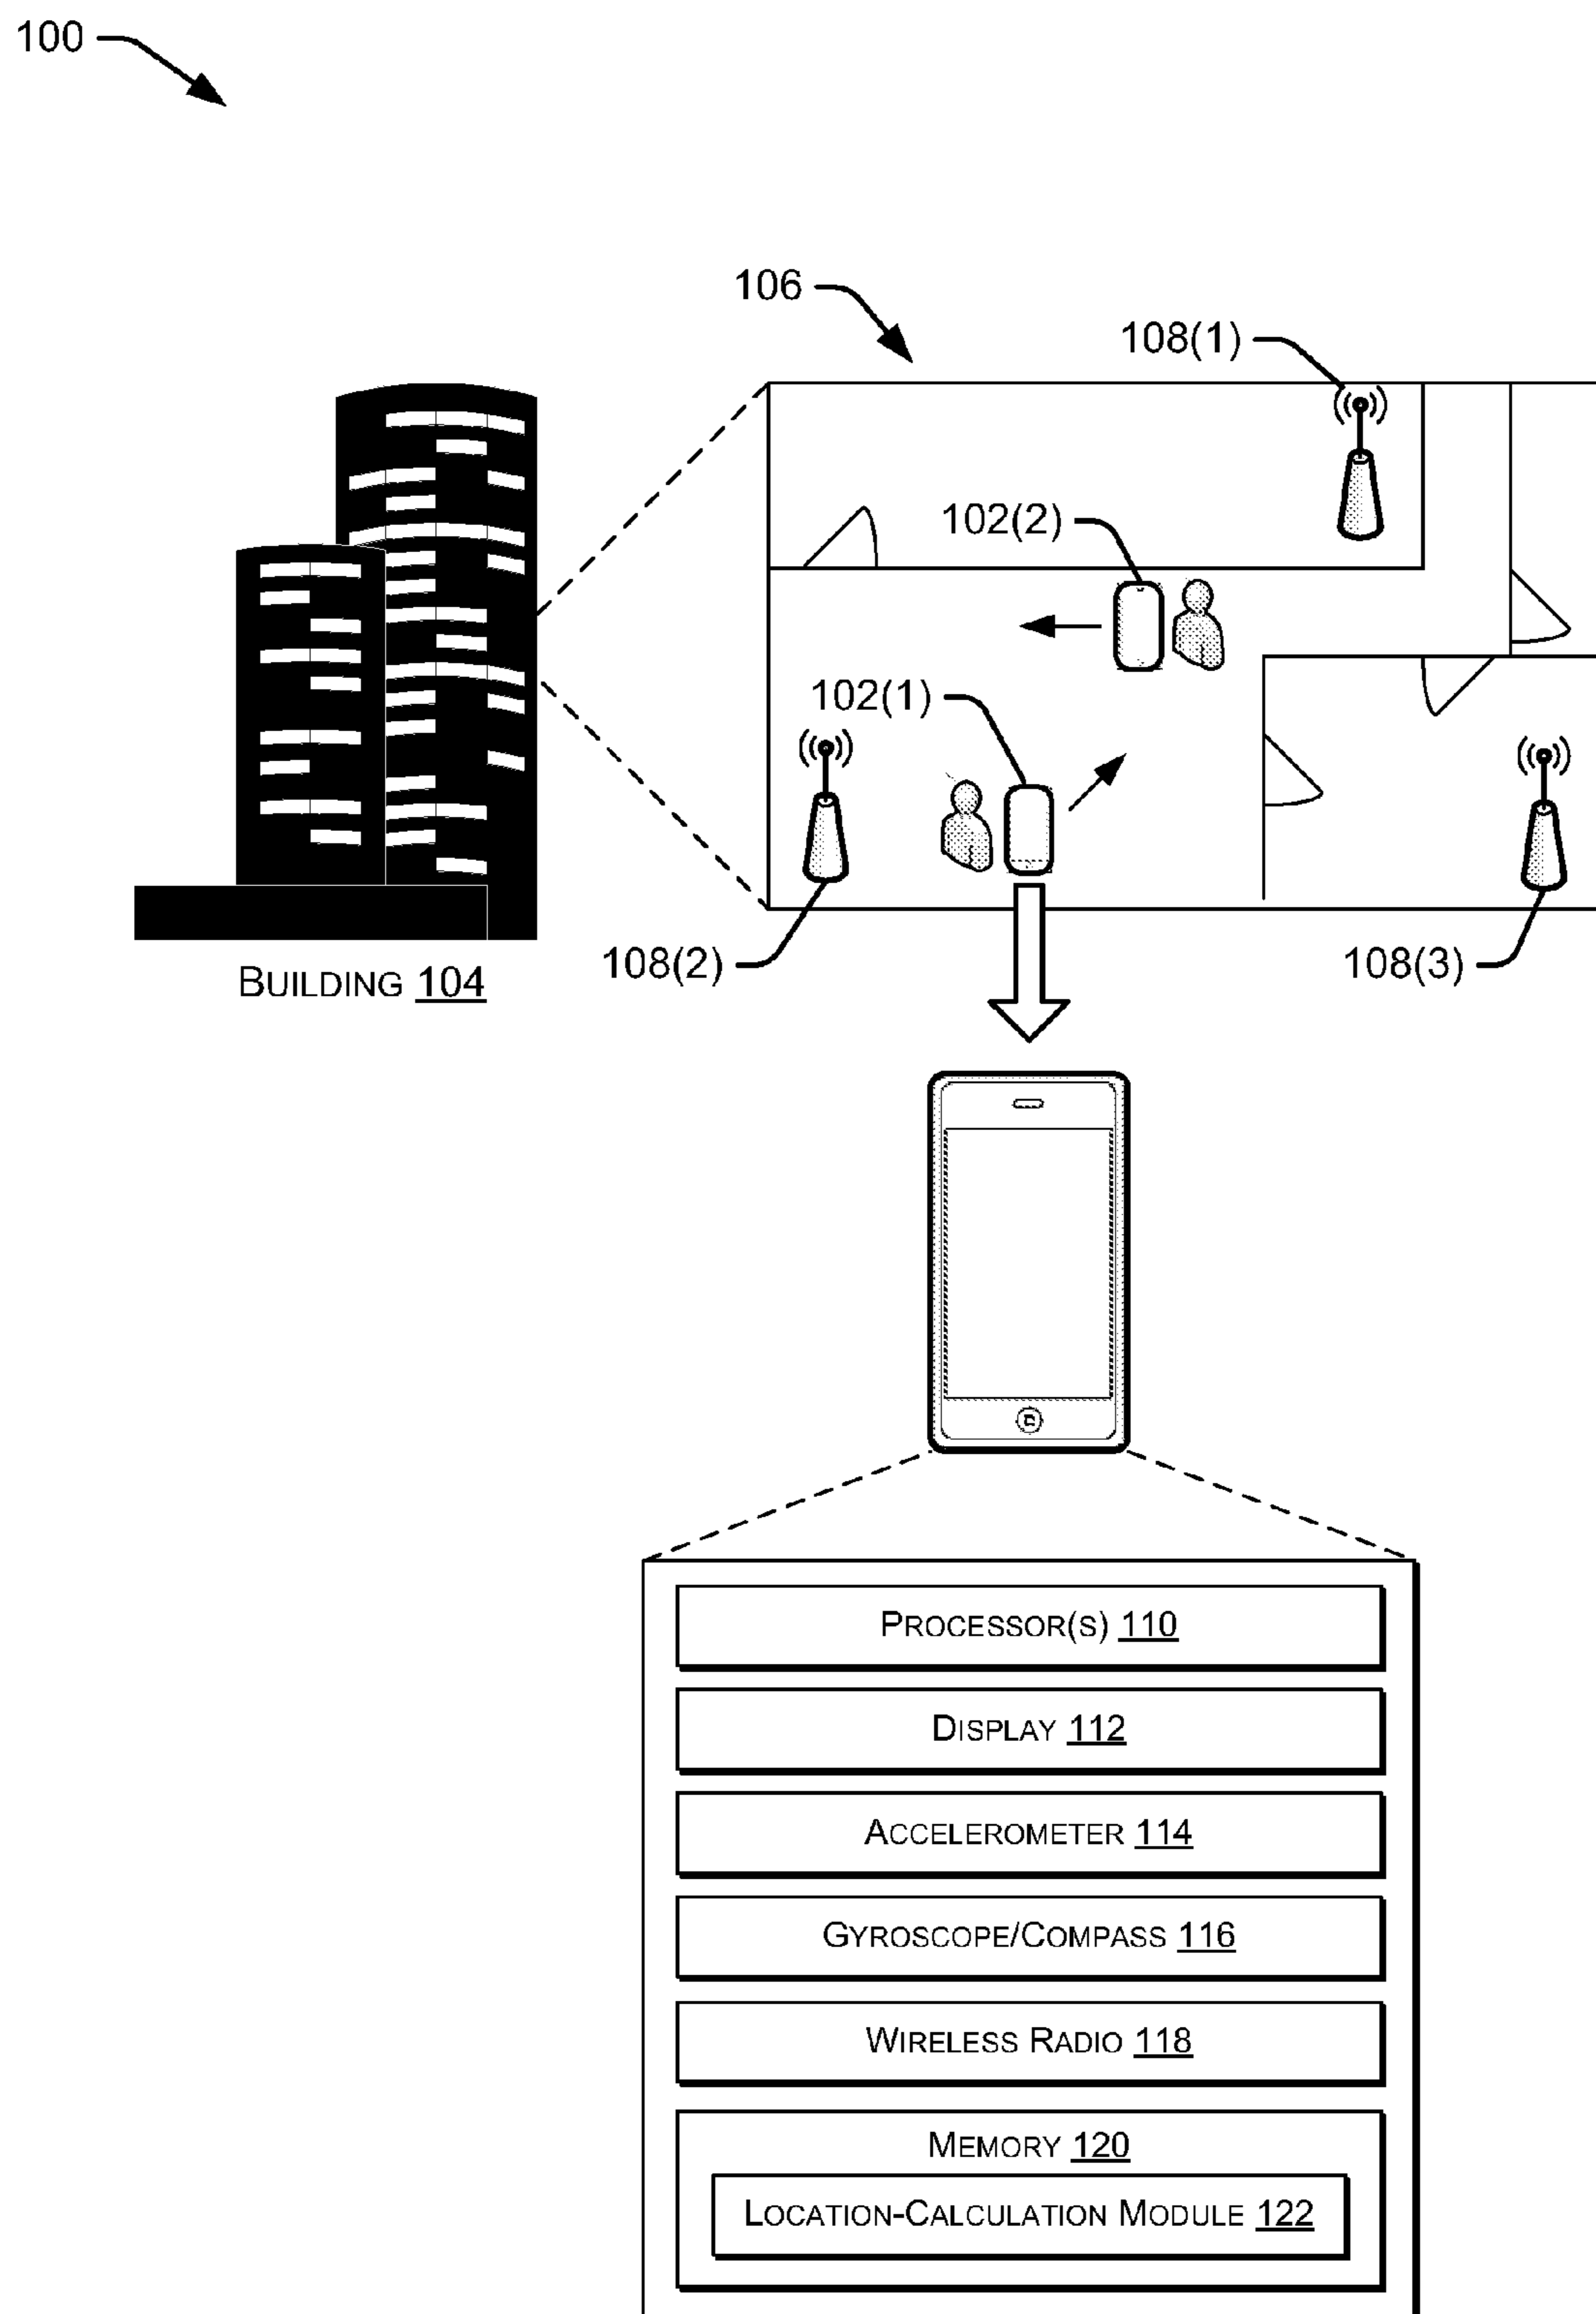 100
106
108(1)
102(2)
102(1)
108(2)
108(3)
BUILDING 104
PROCESSOR(S) 110
DISPLAY 112
ACCELEROMETER 114
GYROSCOPE/COMPASS 116
WIRELESS RADIO 118
MEMORY 120
LOCATION-CALCULATION MODULE 122